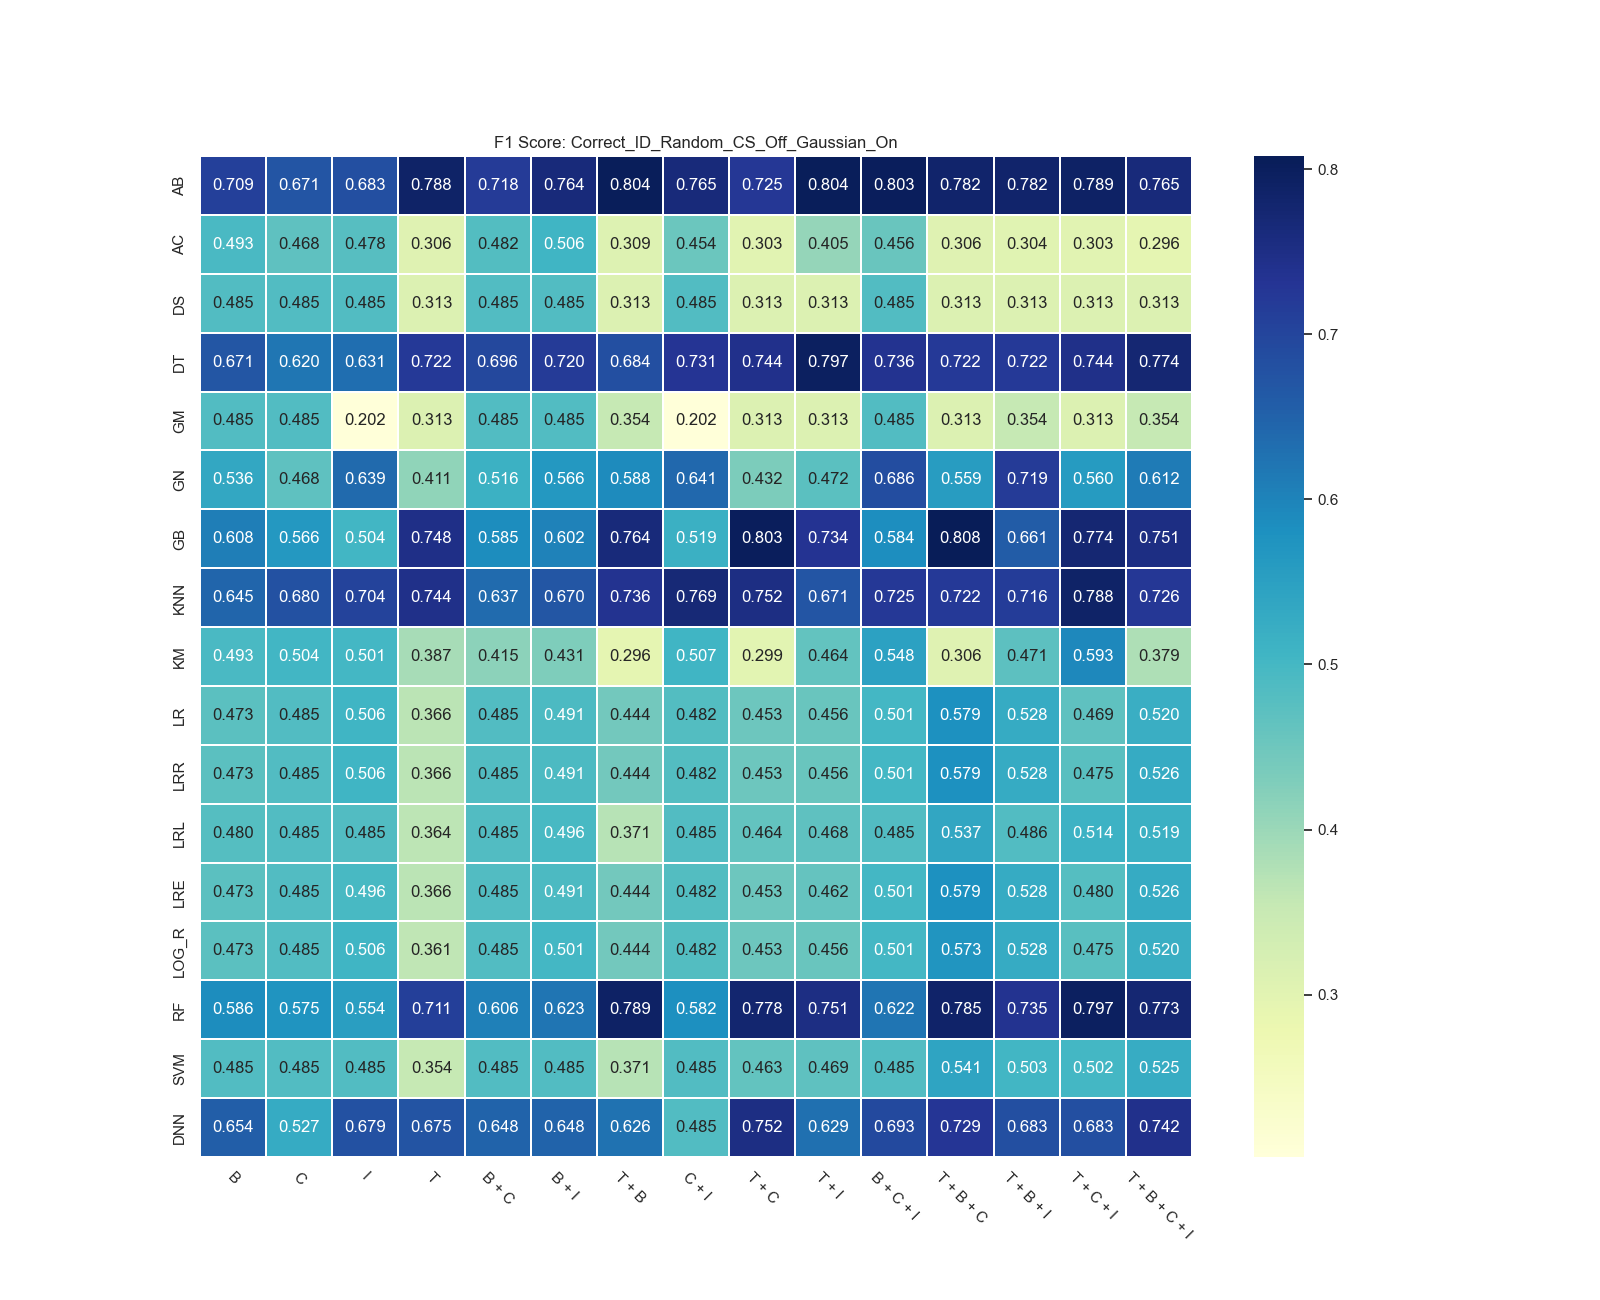 F1 Score: Correct_ID_Random_CS_Off_Gaussian_On
AB 0.709 0.671 0.683 0.788 0.718 0.764 0.804 0.765 0.725 0.804 0.803 0.782 0.782 0.789 0.765
AC 0.493 0.468 0.478 0.306 0.482 0.506 0.309 0.454 0.303 0.405 0.456 0.306 0.304 0.303 0.296
DS 0.485 0.485 0.485 0.313 0.485 0.485 0.313 0.485 0.313 0.313 0.485 0.313 0.313 0.313 0.313
DT 0.671 0.620 0.631 0.722 0.696 0.720 0.684 0.731 0.744 0.797 0.736 0.722 0.722 0.744 0.774
GM 0.485 0.485 0.202 0.313 0.485 0.485 0.354 0.202 0.313 0.313 0.485 0.313 0.354 0.313 0.354
GN 0.536 0.468 0.639 0.411 0.516 0.566 0.588 0.641 0.432 0.472 0.686 0.559 0.719 0.560 0.612
GB 0.608 0.566 0.504 0.748 0.585 0.602 0.764 0.519 0.803 0.734 0.584 0.808 0.661 0.774 0.751
KNN 0.645 0.680 0.704 0.744 0.637 0.670 0.736 0.769 0.752 0.671 0.725 0.722 0.716 0.788 0.726
KM 0.493 0.504 0.501 0.387 0.415 0.431 0.296 0.507 0.299 0.464 0.548 0.306 0.471 0.593 0.379
LR 0.473 0.485 0.506 0.366 0.485 0.491 0.444 0.482 0.453 0.456 0.501 0.579 0.528 0.469 0.520
LRR 0.473 0.485 0.506 0.366 0.485 0.491 0.444 0.482 0.453 0.456 0.501 0.579 0.528 0.475 0.526
LRL 0.480 0.485 0.485 0.364 0.485 0.496 0.371 0.485 0.464 0.468 0.485 0.537 0.486 0.514 0.519
LRE 0.473 0.485 0.496 0.366 0.485 0.491 0.444 0.482 0.453 0.462 0.501 0.579 0.528 0.480 0.526
LOG_R 0.473 0.485 0.506 0.361 0.485 0.501 0.444 0.482 0.453 0.456 0.501 0.573 0.528 0.475 0.520
RF 0.586 0.575 0.554 0.711 0.606 0.623 0.789 0.582 0.778 0.751 0.622 0.785 0.735 0.797 0.773
SVM 0.485 0.485 0.485 0.354 0.485 0.485 0.371 0.485 0.463 0.469 0.485 0.541 0.503 0.502 0.525
DNN 0.654 0.527 0.679 0.675 0.648 0.648 0.626 0.485 0.752 0.629 0.693 0.729 0.683 0.683 0.742
B
C
I
T
B + C
B + I
T + B
C + I
T + C
T + I
B + C + I
T + B + C
T + B + I
T + C + I
T + B + C + I
0.8
0.7
0.6
0.5
0.4
0.3